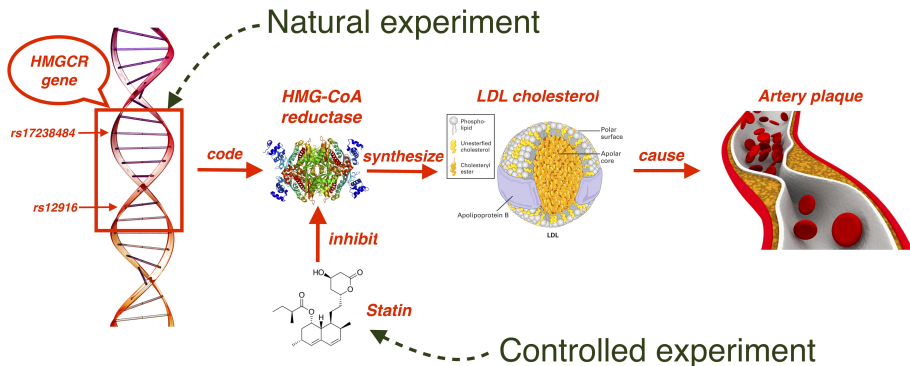 Natural experiment
HMGCR
gene
rs17238484
rs12916
code
HMG-CoA
reductase
synthesize
LDL cholesterol
Phospho-
lipid
Unesterfied
cholesterol
Cholesteryl
ester
Polar
surface
Apolar
core
Apolipoprotein B
LDL
cause
Artery plaque
inhibit
HO
O
O
O
O
H
Statin
Controlled experiment